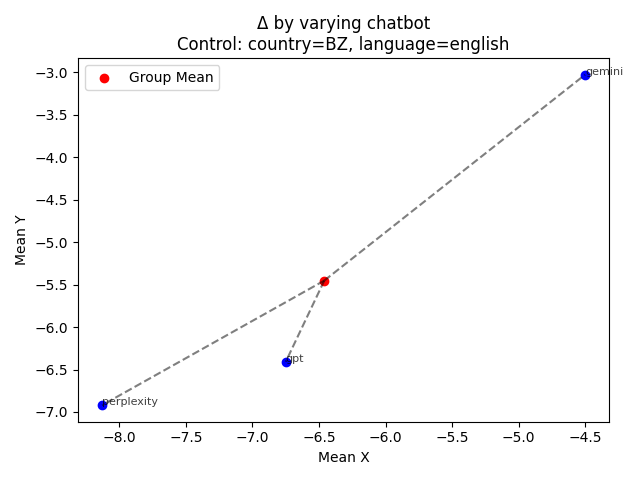 Δ by varying chatbot
Control: country=BZ, language=english
Group Mean
gemini
gpt
perplexity
Mean Y
−3.0
−3.5
−4.0
−4.5
−5.0
−5.5
−6.0
−6.5
−7.0
−8.0
−7.5
−7.0
−6.5
−6.0
−5.5
−5.0
−4.5
Mean X